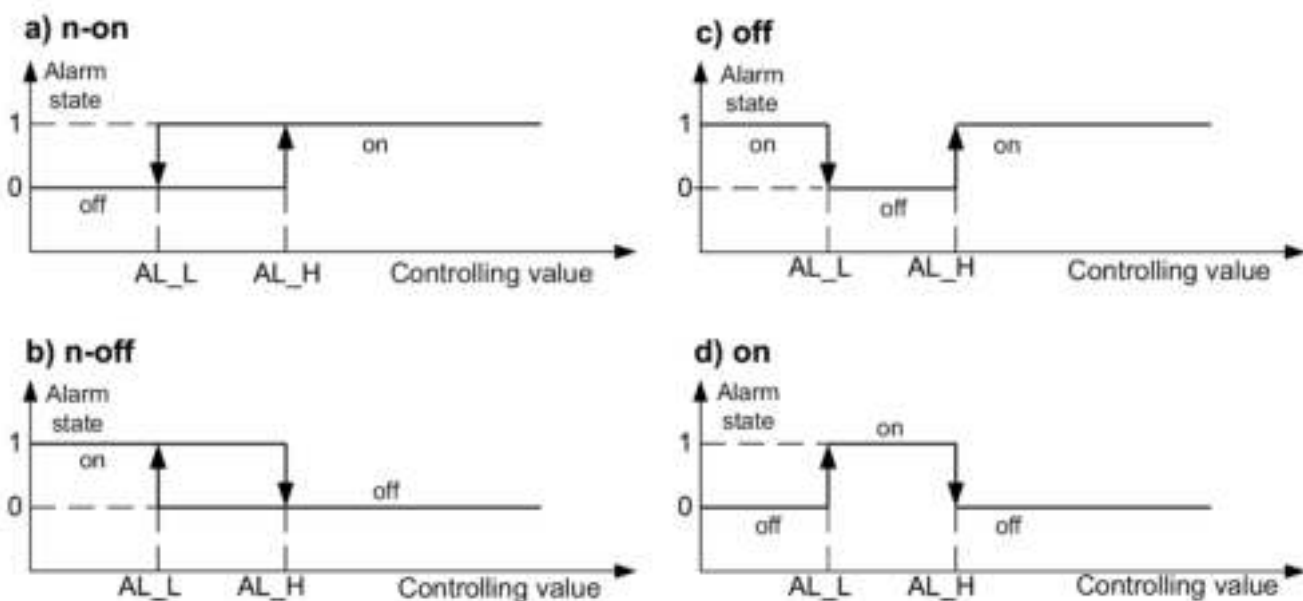 a) n-on
Alarm
state
1
on
0
off
AL_L
AL_H
Controlling value
c) off
Alarm
state
1
on
on
0
off
AL_L
AL_H
Controlling value
b) n-off
Alarm
state
1
on
off
0
AL_L
AL_H
Controlling value
d) on
Alarm
state
on
1
0
off
off
AL_L
AL_H
Controlling value